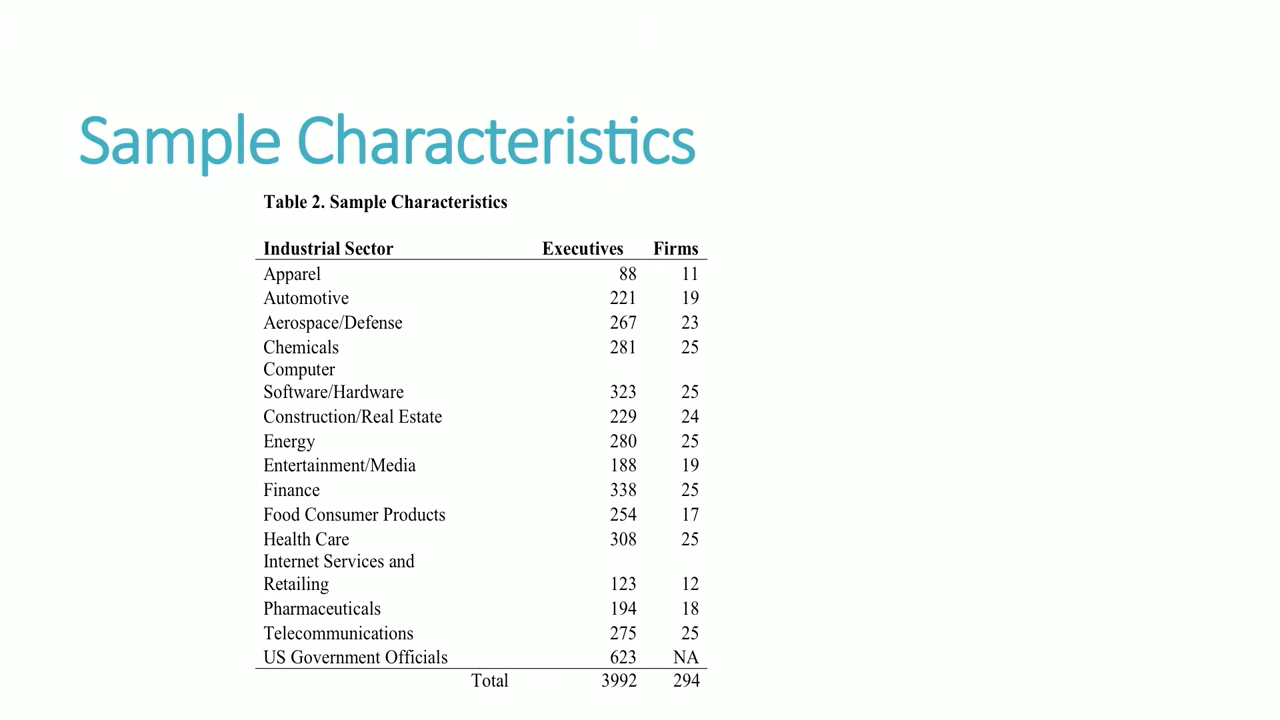 Sample Characteristics
Table 2. Sample Characteristics
Industrial Sector Executives Firms
Apparel 88 11
Automotive 221 19
Aerospace/Defense 267 23
Chemicals 281 25
Computer
Software/Hardware 323 25
Construction/Real Estate 229 24
Energy 280 25
Entertainment/Media 188 19
Finance 338 25
Food Consumer Products 254 17
Health Care 308 25
Internet Services and
Retailing 123 12
Pharmaceuticals 194 18
Telecommunications 275 25
US Government Officials 623 NA
Total 3992 294